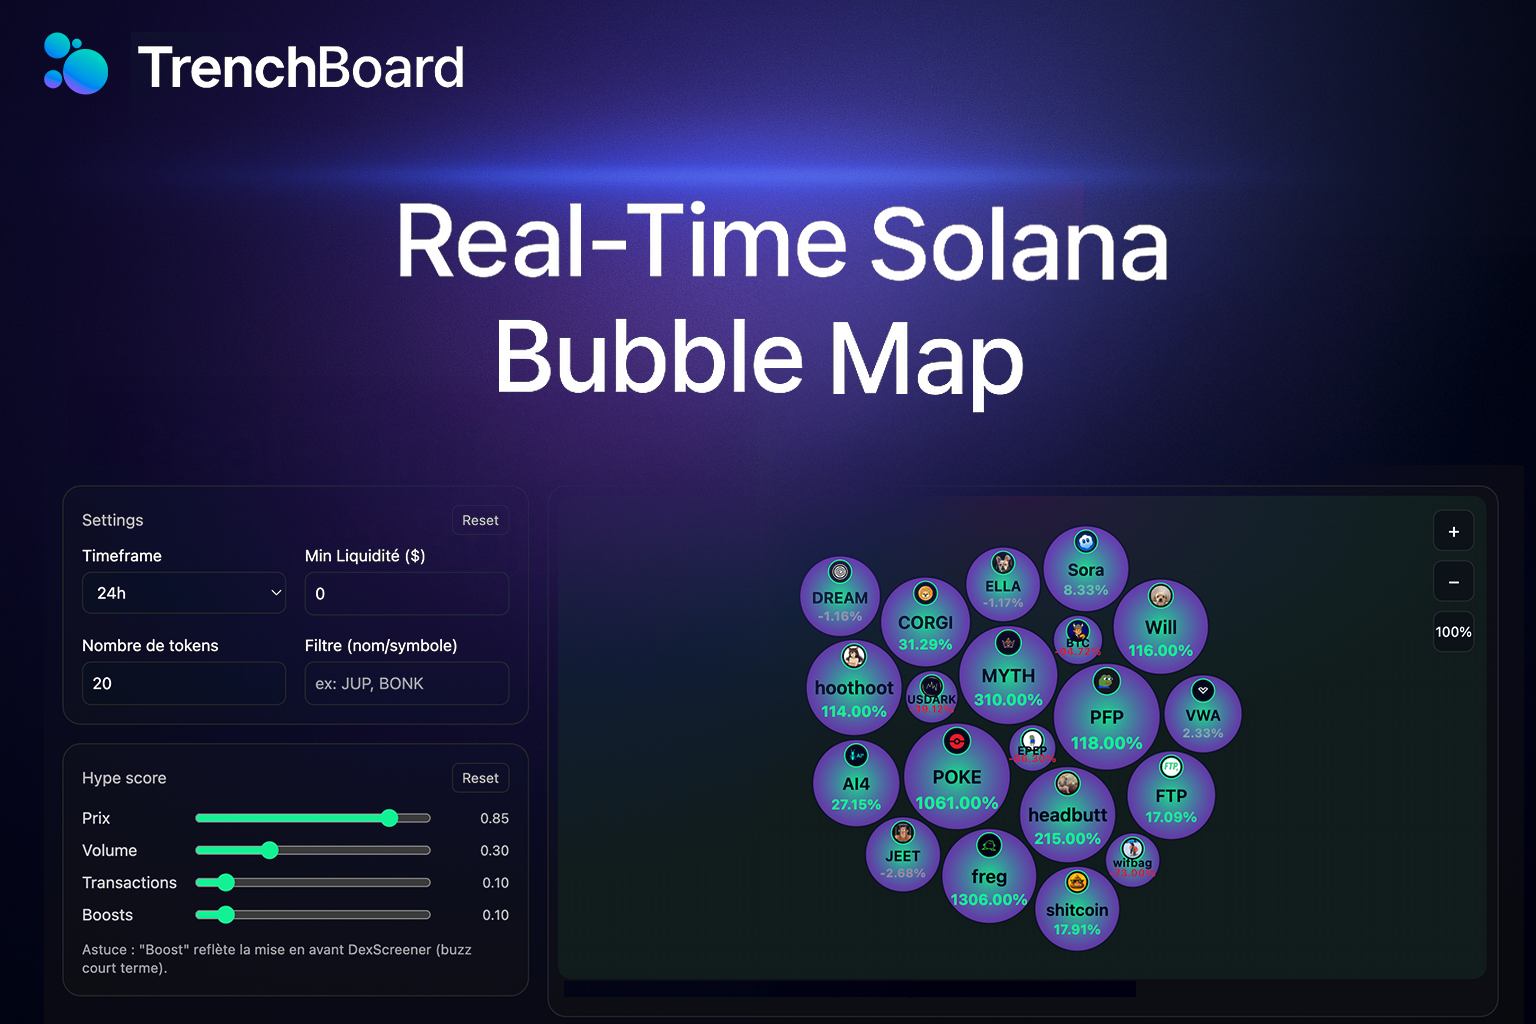 TrenchBoard
Real-Time Solana
Bubble Map
Settings
Reset
Timeframe
Min Liquidité ($)
24h
0
Nombre de tokens
Filtre (nom/symbole)
20
ex: JUP, BONK
Hype score
Reset
Prix
0.85
Volume
0.30
Transactions
0.10
Boosts
0.10
Astuce : "Boost" reflète la mise en avant DexScreener (buzz
court terme).
+
−
100%
Sora
8.33%
ELLA
-1.17%
DREAM
-1.16%
CORGI
31.29%
Will
116.00%
BTC
MYTH
310.00%
hoothoot
114.00%
USDARK
PFP
118.00%
VWA
2.33%
EPEP
POKE
1061.00%
AI4
27.15%
FTP
FTP
17.09%
headbutt
215.00%
JEET
-2.68%
wifbag
freg
1306.00%
shitcoin
17.91%